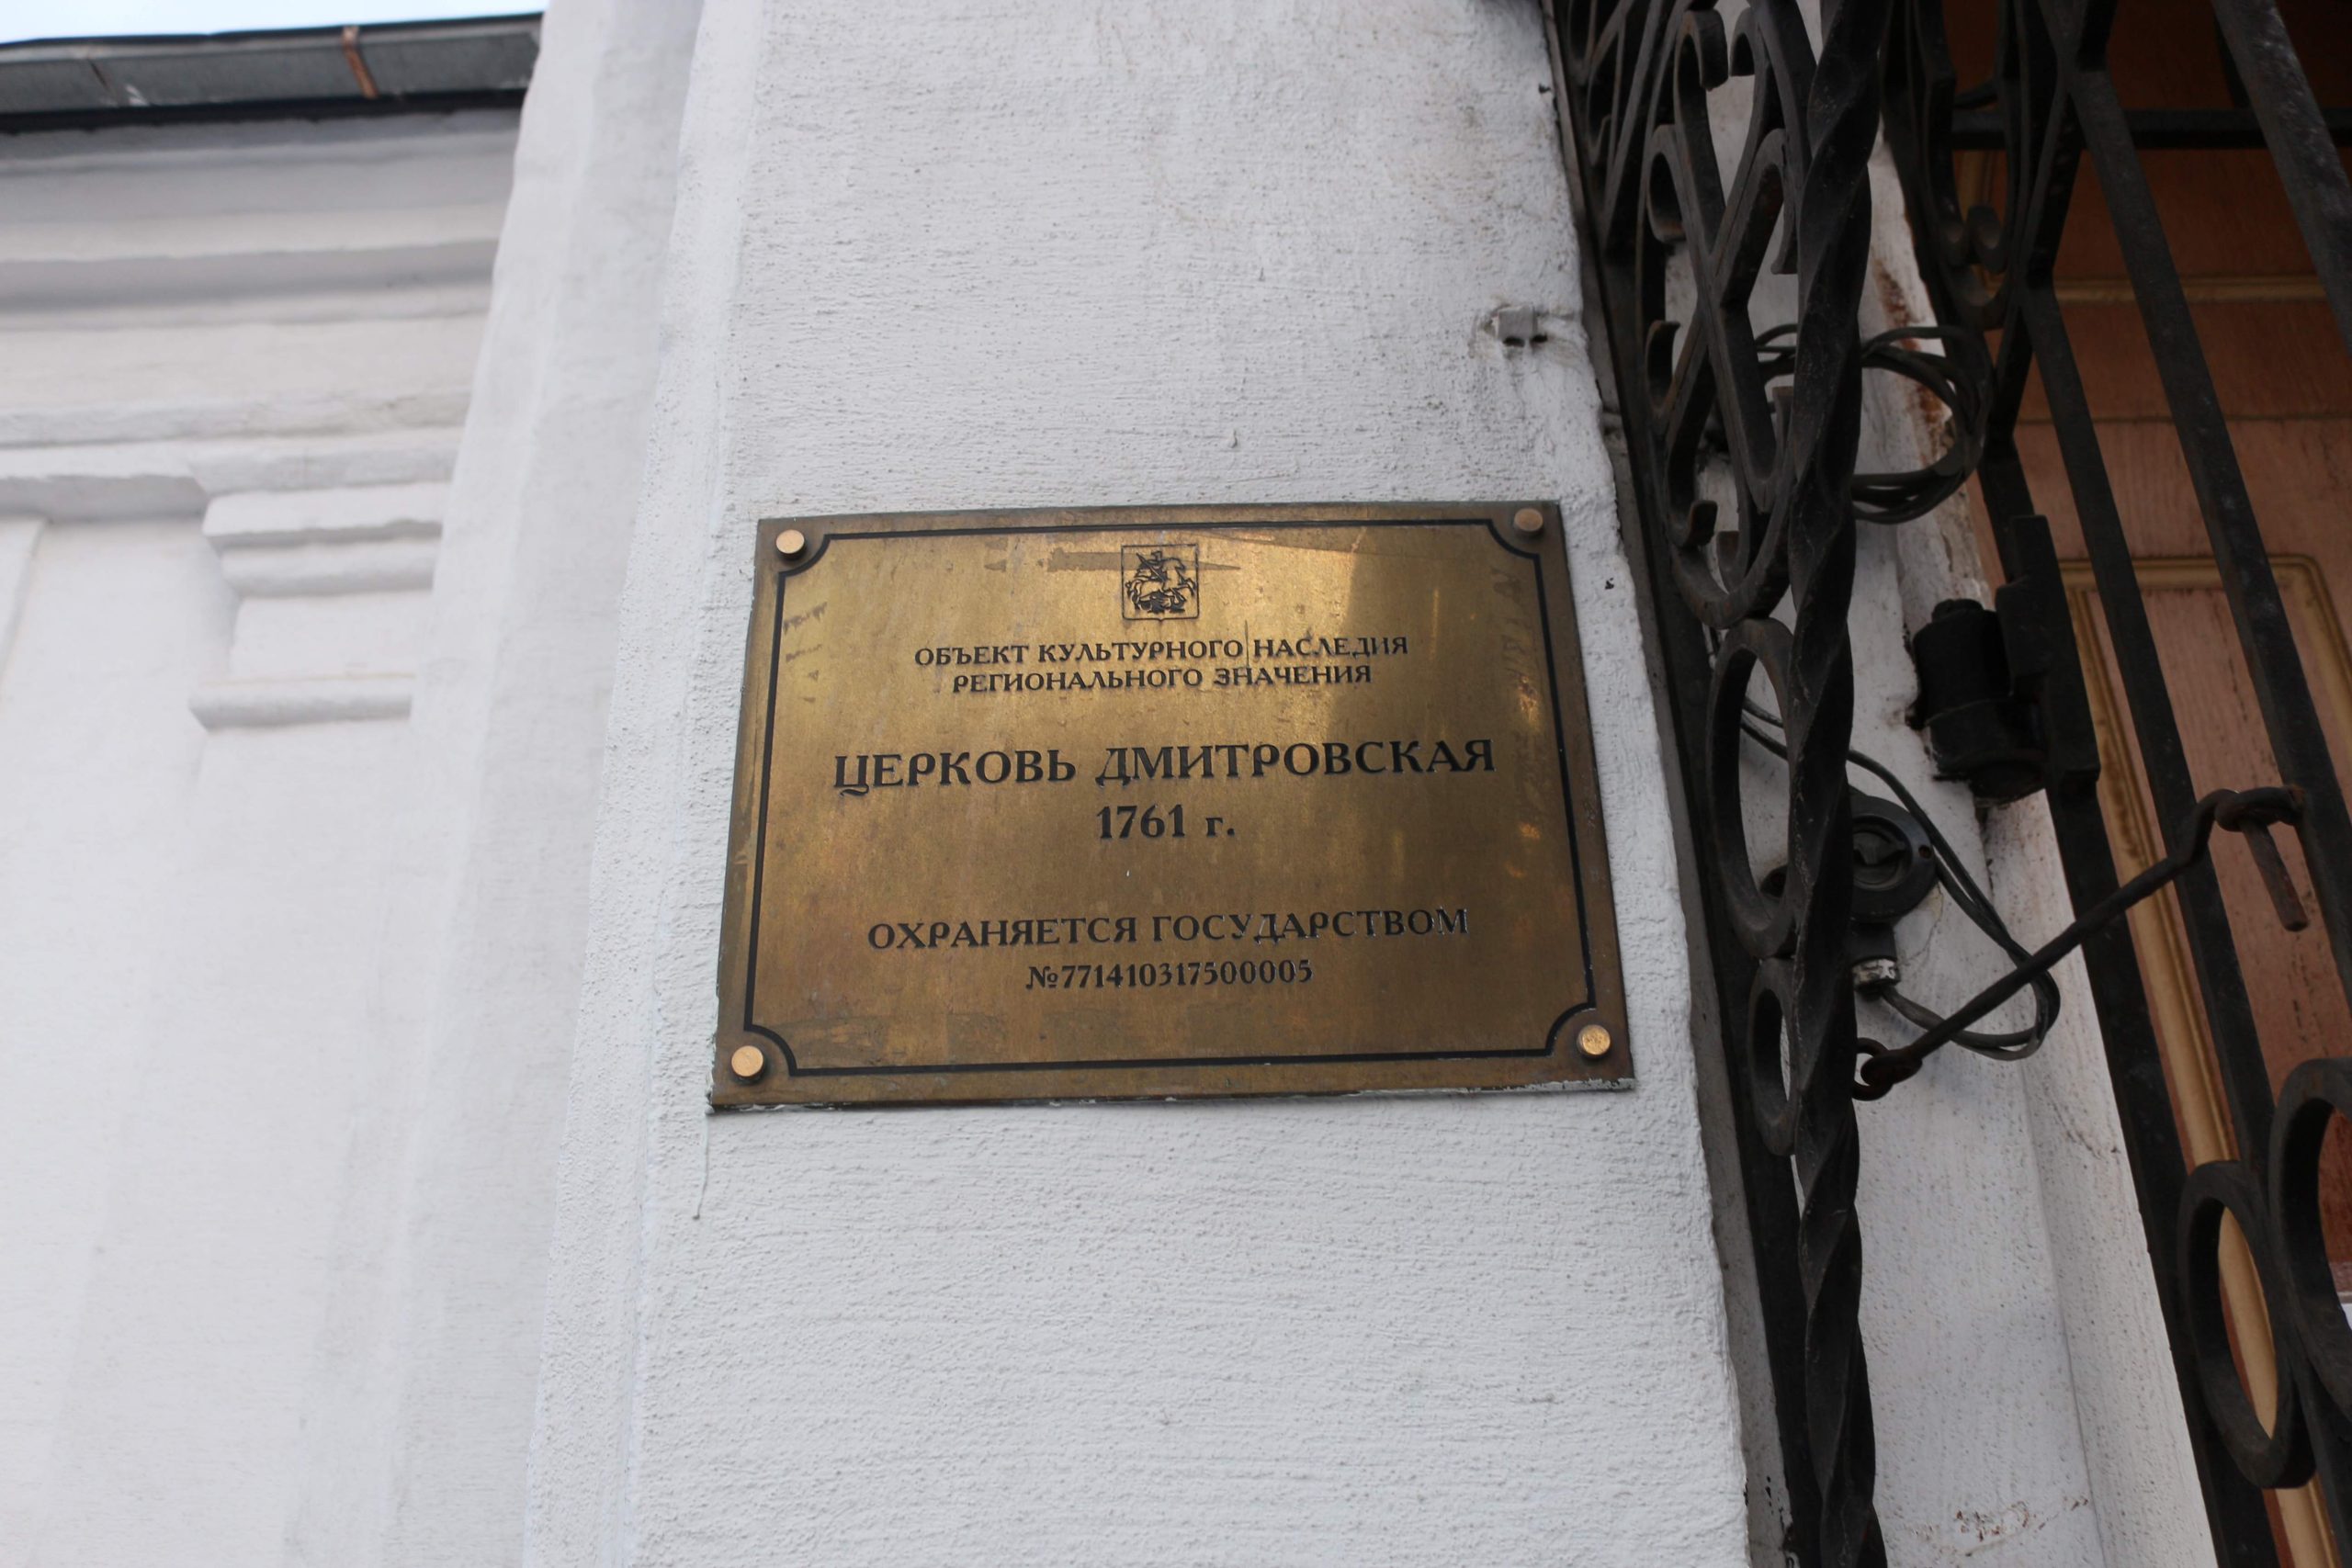 ОБЪЕКТ КУЛЬТУРНОГО НАСЛЕДИЯ
РЕГИОНАЛЬНОГО ЗНАЧЕНИЯ
ЦЕРКОВЬ ДМИТРОВСКАЯ
1761 г.
ОХРАНЯЕТСЯ ГОСУДАРСТВОМ
№771410317500005